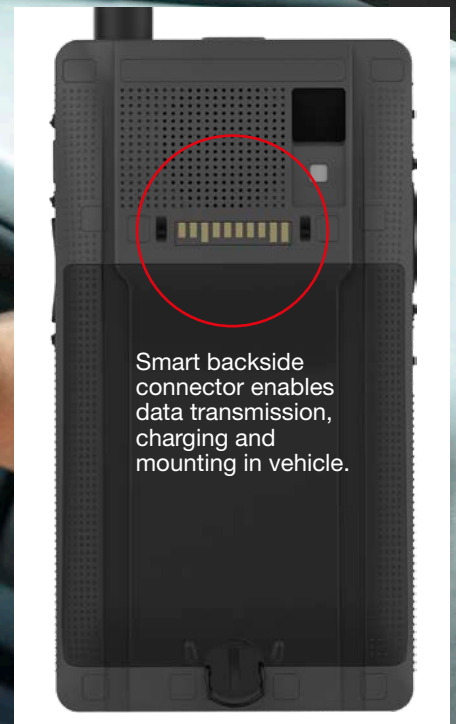 Smart backside
connector enables
data transmission,
charging and
mounting in vehicle.